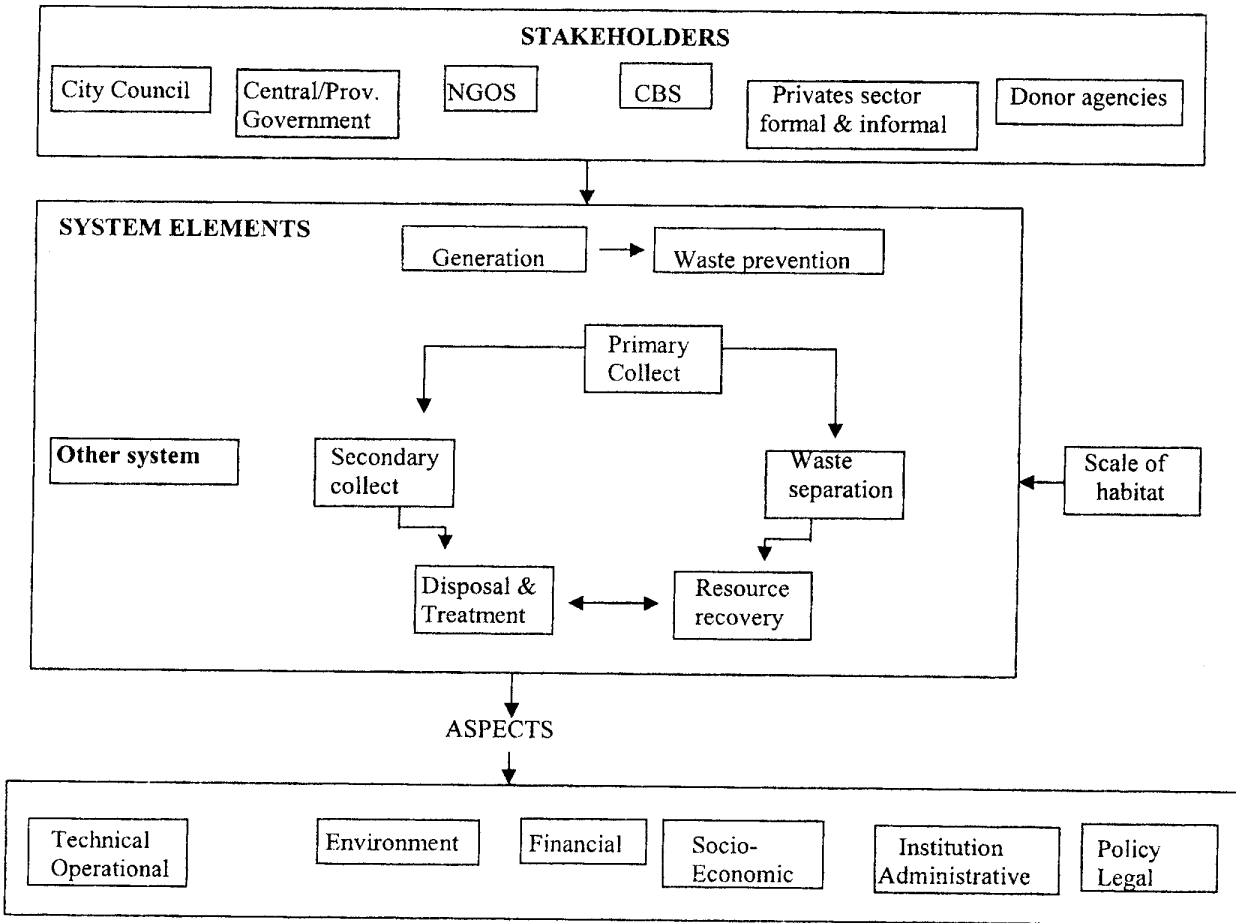 STAKEHOLDERS
City Council
Central/Prov.
Government
NGOS
CBS
Privates sector
formal & informal
Donor agencies
SYSTEM ELEMENTS
Generation
Waste prevention
Primary
Collect
Other system
Secondary
collect
Waste
separation
Scale of
habitat
Disposal &
Treatment
Resource
recovery
ASPECTS
Technical
Operational
Environment
Financial
Socio-
Economic
Institution
Administrative
Policy
Legal